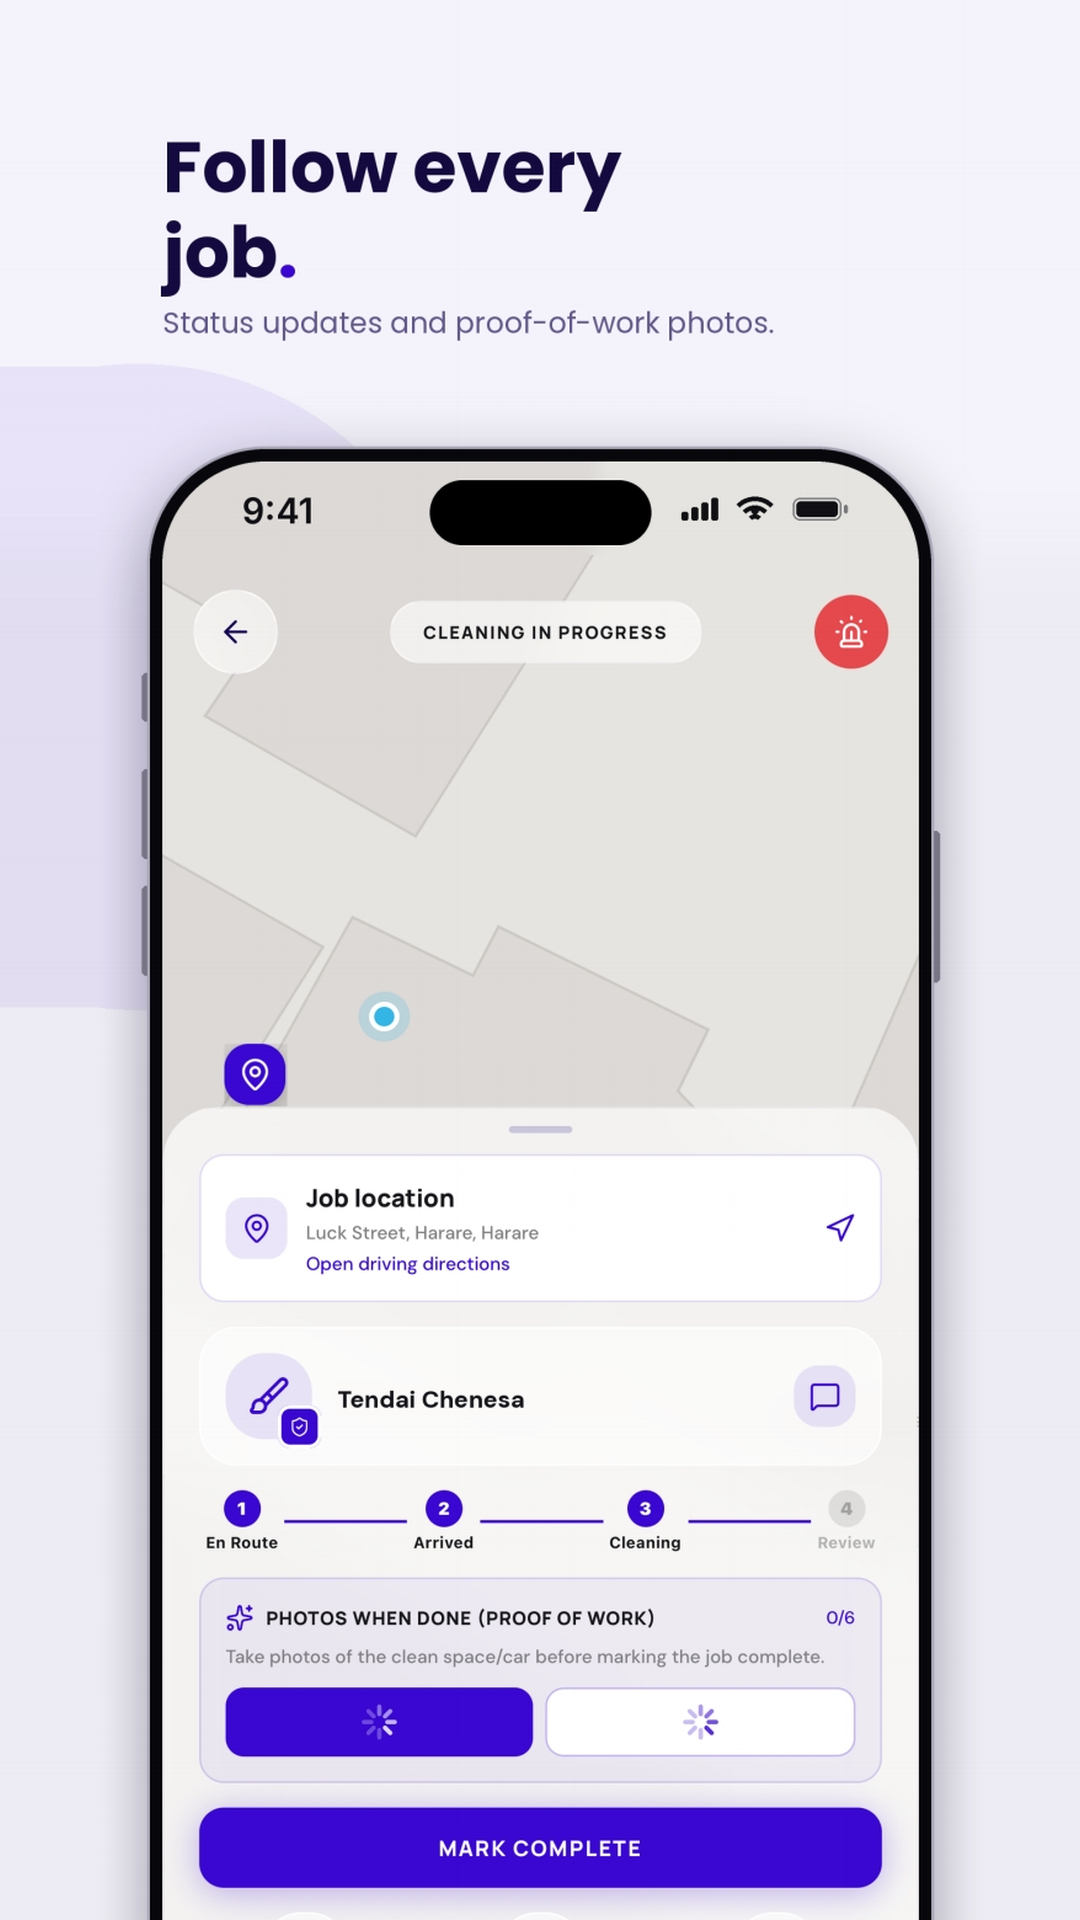 Follow every
job.
Status updates and proof-of-work photos.
9:41
CLEANING IN PROGRESS
Job location
Luck Street, Harare, Harare
Open driving directions
Tendai Chenesa
1
2
3
4
En Route
Arrived
Cleaning
Review
PHOTOS WHEN DONE (PROOF OF WORK)
0/6
Take photos of the clean space/car before marking the job complete.
MARK COMPLETE